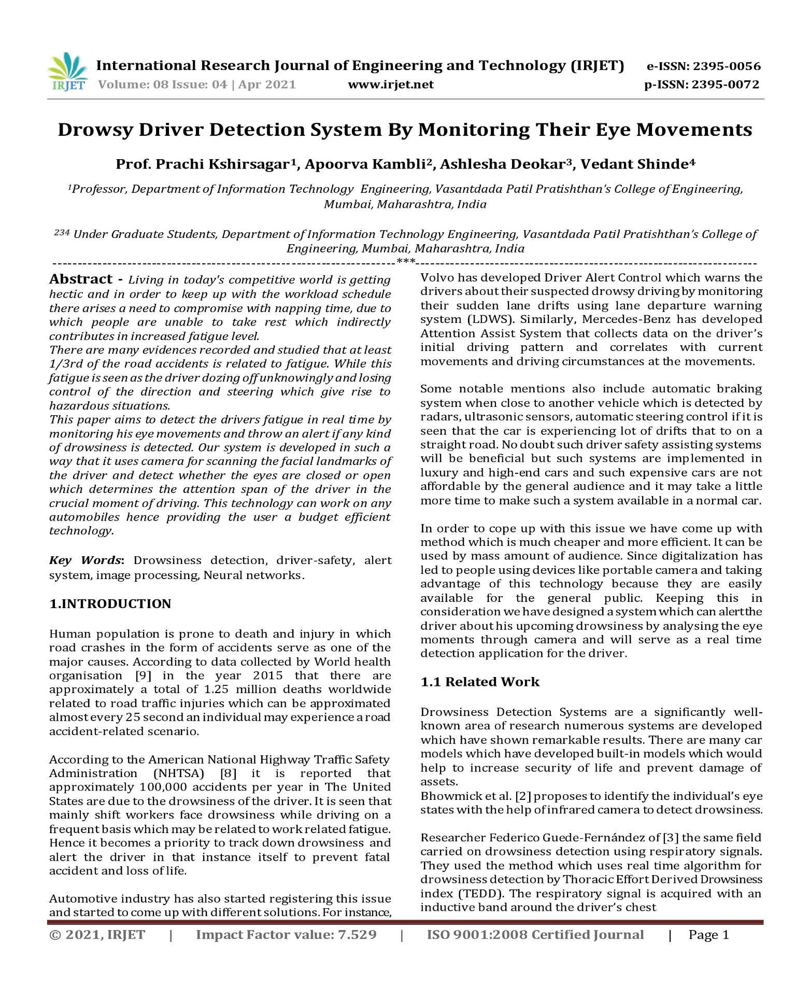 International Research Journal of Engineering and Technology (IRJET) e-ISSN: 2395-0056
IRJET Volume: 08 Issue: 04 | Apr 2021 www.irjet.net p-ISSN: 2395-0072
Drowsy Driver Detection System By Monitoring Their Eye Movements
Prof. Prachi Kshirsagar¹, Apoorva Kambli², Ashlesha Deokar³, Vedant Shinde⁴
¹Professor, Department of Information Technology Engineering, Vasantdada Patil Pratishthan’s College of Engineering,
Mumbai, Maharashtra, India
²³⁴ Under Graduate Students, Department of Information Technology Engineering, Vasantdada Patil Pratishthan’s College of
Engineering, Mumbai, Maharashtra, India
---------------------------------------------------------------------***---------------------------------------------------------------------
Abstract - Living in today's competitive world is getting
hectic and in order to keep up with the workload schedule
there arises a need to compromise with napping time, due to
which people are unable to take rest which indirectly
contributes in increased fatigue level.
There are many evidences recorded and studied that at least
1/3rd of the road accidents is related to fatigue. While this
fatigue is seen as the driver dozing off unknowingly and losing
control of the direction and steering which give rise to
hazardous situations.
This paper aims to detect the drivers fatigue in real time by
monitoring his eye movements and throw an alert if any kind
of drowsiness is detected. Our system is developed in such a
way that it uses camera for scanning the facial landmarks of
the driver and detect whether the eyes are closed or open
which determines the attention span of the driver in the
crucial moment of driving. This technology can work on any
automobiles hence providing the user a budget efficient
technology.
Key Words: Drowsiness detection, driver-safety, alert
system, image processing, Neural networks.
1.INTRODUCTION
Human population is prone to death and injury in which
road crashes in the form of accidents serve as one of the
major causes. According to data collected by World health
organisation [9] in the year 2015 that there are
approximately a total of 1.25 million deaths worldwide
related to road traffic injuries which can be approximated
almost every 25 second an individual may experience a road
accident-related scenario.
According to the American National Highway Traffic Safety
Administration (NHTSA) [8] it is reported that
approximately 100,000 accidents per year in The United
States are due to the drowsiness of the driver. It is seen that
mainly shift workers face drowsiness while driving on a
frequent basis which may be related to work related fatigue.
Hence it becomes a priority to track down drowsiness and
alert the driver in that instance itself to prevent fatal
accident and loss of life.
Automotive industry has also started registering this issue
and started to come up with different solutions. For instance,
Volvo has developed Driver Alert Control which warns the
drivers about their suspected drowsy driving by monitoring
their sudden lane drifts using lane departure warning
system (LDWS). Similarly, Mercedes-Benz has developed
Attention Assist System that collects data on the driver’s
initial driving pattern and correlates with current
movements and driving circumstances at the movements.
Some notable mentions also include automatic braking
system when close to another vehicle which is detected by
radars, ultrasonic sensors, automatic steering control if it is
seen that the car is experiencing lot of drifts that to on a
straight road. No doubt such driver safety assisting systems
will be beneficial but such systems are implemented in
luxury and high-end cars and such expensive cars are not
affordable by the general audience and it may take a little
more time to make such a system available in a normal car.
In order to cope up with this issue we have come up with
method which is much cheaper and more efficient. It can be
used by mass amount of audience. Since digitalization has
led to people using devices like portable camera and taking
advantage of this technology because they are easily
available for the general public. Keeping this in
consideration we have designed a system which can alert the
driver about his upcoming drowsiness by analysing the eye
moments through camera and will serve as a real time
detection application for the driver.
1.1 Related Work
Drowsiness Detection Systems are a significantly well-
known area of research numerous systems are developed
which have shown remarkable results. There are many car
models which have developed built-in models which would
help to increase security of life and prevent damage of
assets.
Bhowmick et al. [2] proposes to identify the individual’s eye
states with the help of infrared camera to detect drowsiness.
Researcher Federico Guede-Fernández of [3] the same field
carried on drowsiness detection using respiratory signals.
They used the method which uses real time algorithm for
drowsiness detection by Thoracic Effort Derived Drowsiness
index (TEDD). The respiratory signal is acquired with an
inductive band around the driver’s chest
© 2021, IRJET | Impact Factor value: 7.529 | ISO 9001:2008 Certified Journal | Page 1